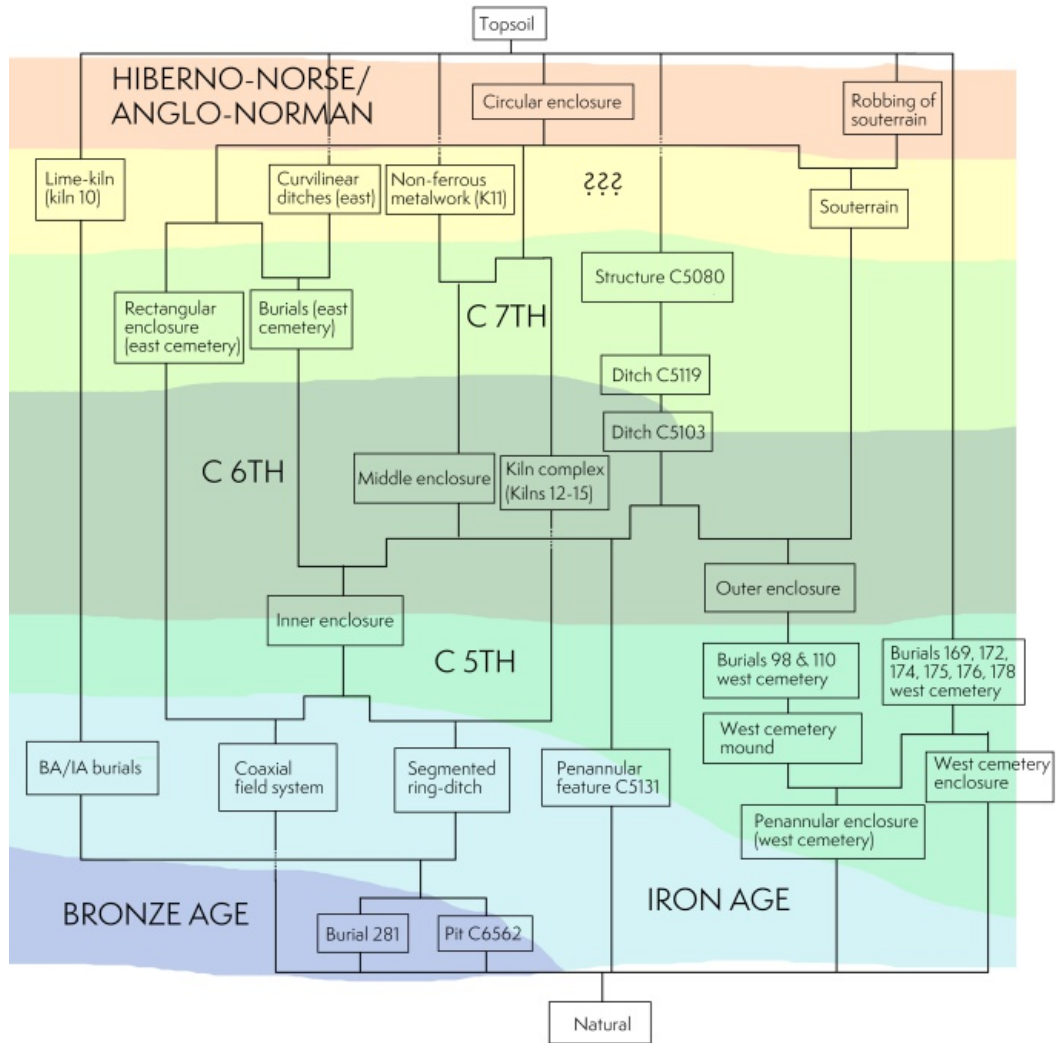 Topsoil
HIBERNO-NORSE/
ANGLO-NORMAN
Circular enclosure
Robbing of
souterrain
Lime-kiln
(kiln 10)
Curvilinear
ditches (east)
Non-ferrous
metalwork (K11)
???
Souterrain
Rectangular
enclosure
(east cemetery)
Burials (east
cemetery)
C 7TH
Structure C5080
Ditch C5119
Ditch C5103
C 6TH
Middle enclosure
Kiln complex
(Kilns 12-15)
Outer enclosure
Inner enclosure
C 5TH
Burials 98 & 110
west cemetery
Burials 169, 172,
174, 175, 176, 178
west cemetery
West cemetery
mound
BA/IA burials
Coaxial
field system
Segmented
ring-ditch
Penannular
feature C5131
West cemetery
enclosure
Penannular enclosure
(west cemetery)
BRONZE AGE
IRON AGE
Burial 281
Pit C6562
Natural